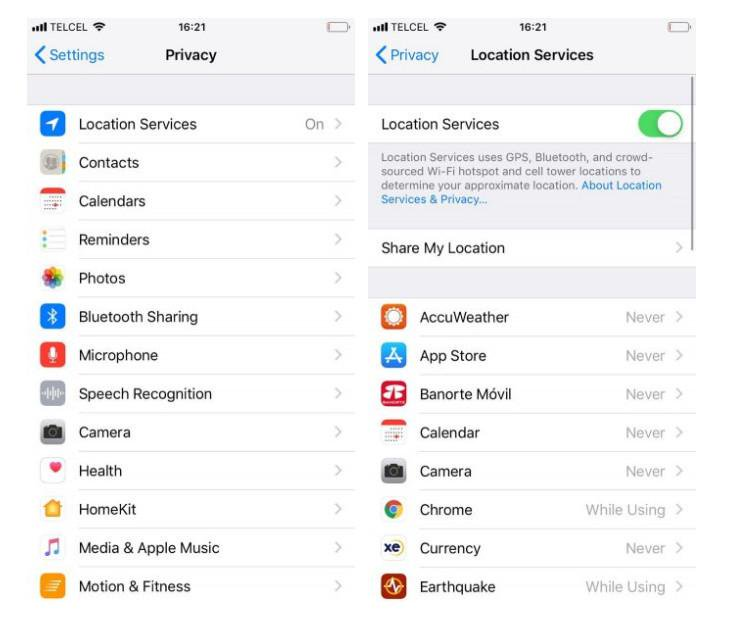 TELCEL 16:21
Settings Privacy
Location Services On
Contacts
Calendars
Reminders
Photos
Bluetooth Sharing
Microphone
Speech Recognition
Camera
Health
HomeKit
Media & Apple Music
Motion & Fitness
TELCEL 16:21
Privacy Location Services
Location Services
Location Services uses GPS, Bluetooth, and crowd-
sourced Wi-Fi hotspot and cell tower locations to
determine your approximate location. About Location
Services & Privacy...
Share My Location
AccuWeather Never
App Store Never
Banorte Móvil Never
Calendar Never
Camera Never
Chrome While Using
xe Currency Never
Earthquake While Using